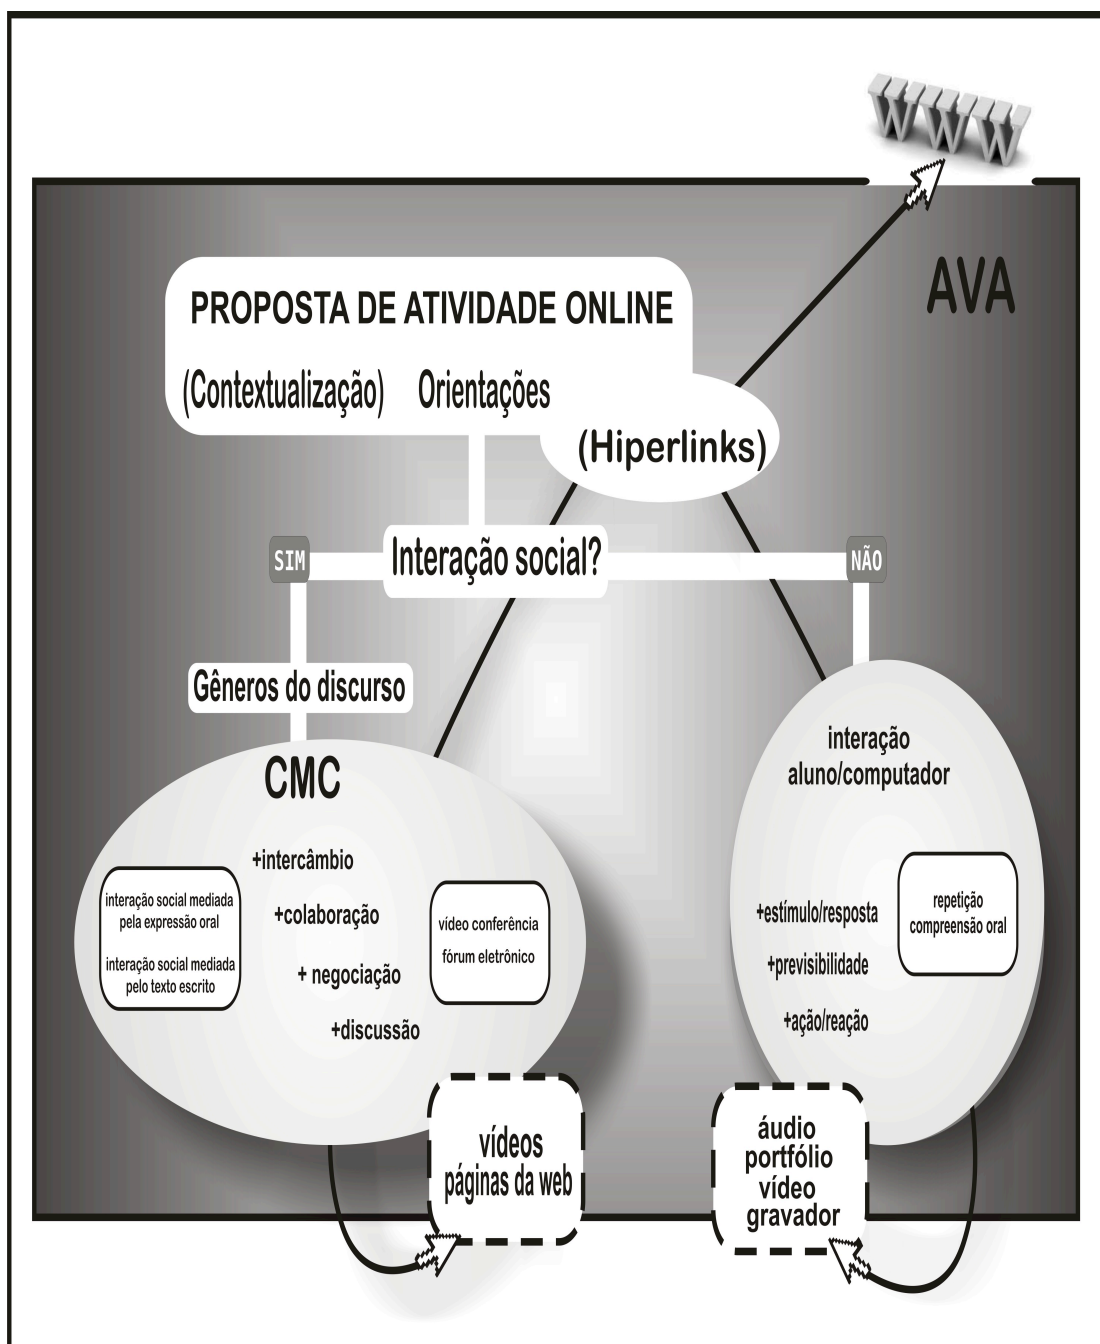 WWW
AVA
PROPOSTA DE ATIVIDADE ONLINE
(Contextualização) Orientações
(Hiperlinks)
SIM
Interação social?
NÃO
Gêneros do discurso
CMC
+intercâmbio
+colaboração
+ negociação
+discussão
interação social mediada
pela expressão oral
interação social mediada
pelo texto escrito
vídeo conferência
fórum eletrônico
vídeos
páginas da web
interação
aluno/computador
+estímulo/resposta
+previsibilidade
+ação/reação
repetição
compreensão oral
áudio
portfólio
vídeo
gravador